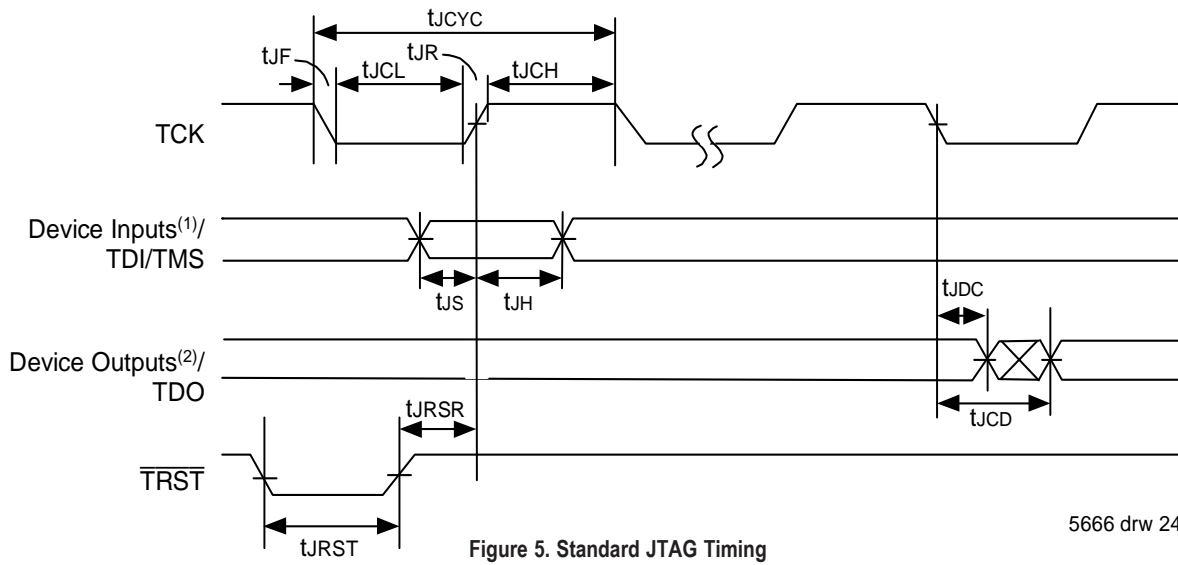 tJCYC
tJF
tJR
tJCL
tJCH
TCK
Device Inputs(1)/
TDI/TMS
tJS
tJH
tJDC
Device Outputs(2)/
TDO
tJRSR
tJCD
TRST
tJRST
5666 drw 24
Figure 5. Standard JTAG Timing